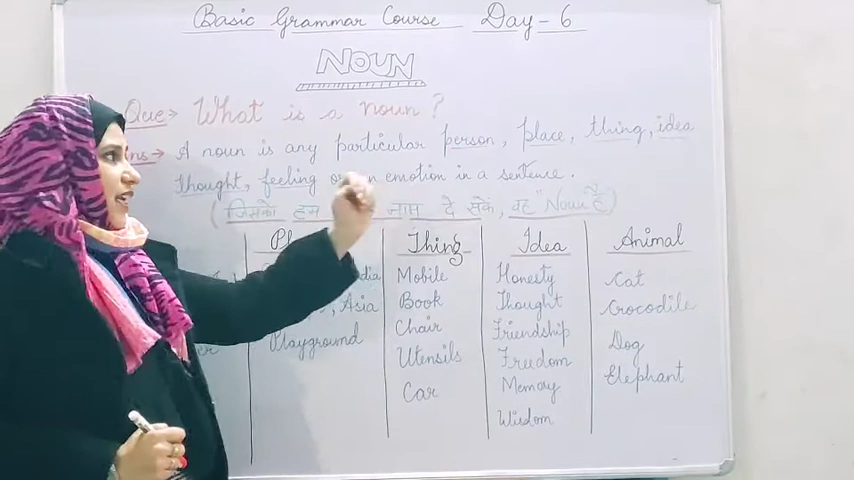 Basic Grammar Course Day-6
NOUN
Que> What is a noun?
Ans> A noun is any particular person, place, thing, idea
Thought, feeling or an emotion in a sentence.
(जिसको हम नाम दे सके, वह "Noun" है)
Thing Idea Animal
Mobile Honesty Cat
Book Thought Crocodile
Asia
Chair Friendship Dog
Playground
Utensils Freedom Elephant
Car Memory
Wisdom